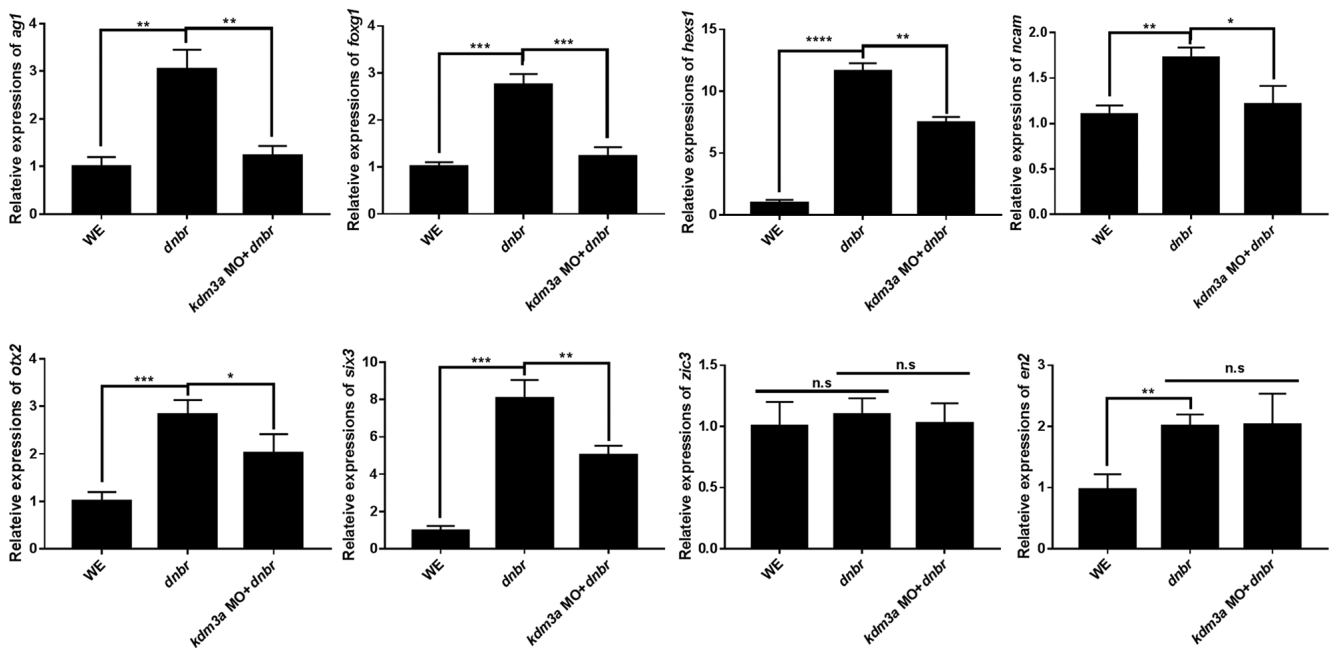 Relateive expressions of ag1
4
3
2
1
0
**
**
WE
dnbr
kdm3a MO+dnbr
Relateive expressions of foxg1
4
3
2
1
0
***
***
WE
dnbr
kdm3a MO+dnbr
Relateive expressions of hexs1
15
10
5
0
****
**
WE
dnbr
kdm3a MO+dnbr
Relateive expressions of ncam
2.0
1.5
1.0
0.5
0.0
**
*
WE
dnbr
kdm3a MO+dnbr
Relateive expressions of otx2
4
3
2
1
0
***
*
WE
dnbr
kdm3a MO+dnbr
Relateive expressions of six3
10
8
6
4
2
0
***
**
WE
dnbr
kdm3a MO+dnbr
Relateive expressions of zic3
1.5
1.0
0.5
0.0
n.s
n.s
WE
dnbr
kdm3a MO+dnbr
Relateive expressions of en2
3
2
1
0
**
n.s
WE
dnbr
kdm3a MO+dnbr